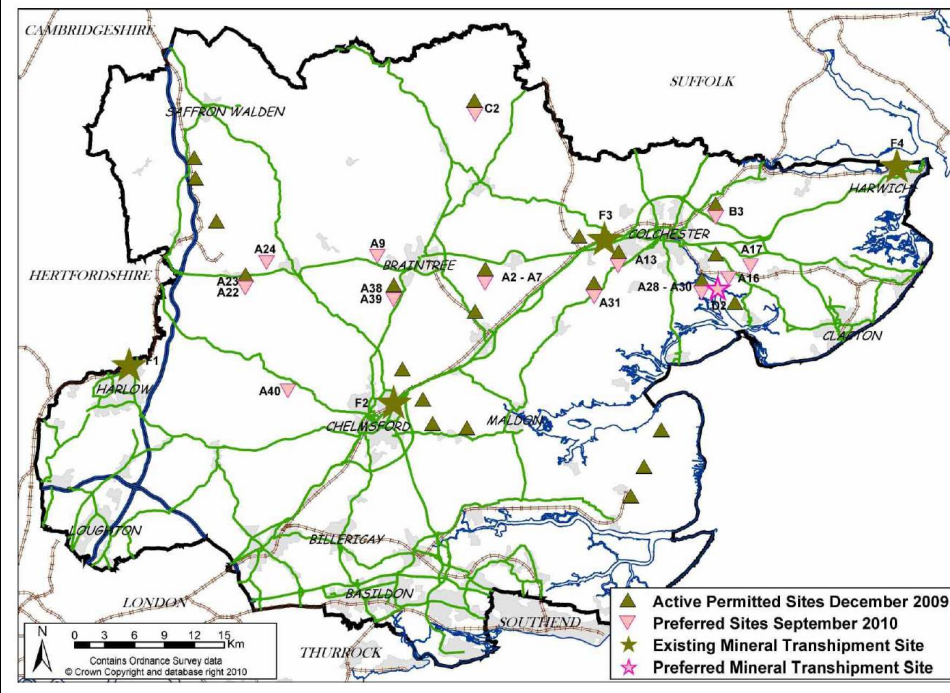 CAMBRIDGESHIRE
SUFFOLK
C2
SAFFRON WALDEN
F4
HARWICH
B3
F3
COLCHESTER
A24
A9
A13
A17
HERTFORDSHIRE
BRAINTREE
A2 - A7
A16
A23
A22
A38
A39
A31
A28 - A30
D2
CLACTON
F1
HARLOW
A40
F2
CHELMSFORD
MALDON
LOUGHTON
BILLERICAY
BASILDON
LONDON
SOUTHEND
THURROCK
N
0 3 6 9 12 15
Km
Contains Ordnance Survey data
© Crown Copyright and database right 2010
Active Permitted Sites December 2009
Preferred Sites September 2010
Existing Mineral Transhipment Site
Preferred Mineral Transhipment Site